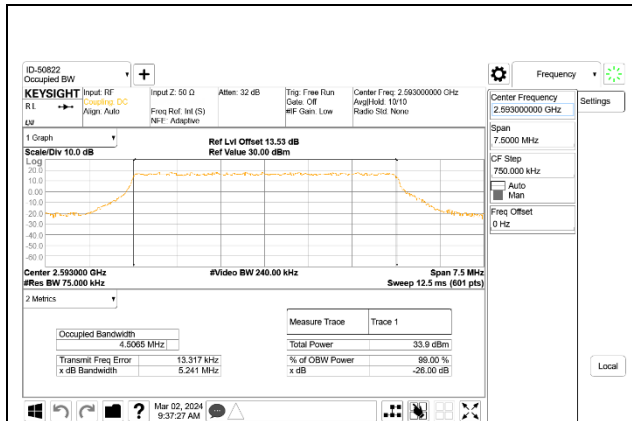 ID-50822
Occupied BW
Frequency
KEYSIGHT
Input: RF
Coupling: DC
Align: Auto
Input Z: 50 Ω
Freq Ref: Int (S)
NFE: Adaptive
Atten: 32 dB
Trig: Free Run
Gate: Off
#IF Gain: Low
Center Freq: 2.593000000 GHz
Avg|Hold: 10/10
Radio Std: None
R L
Center Frequency
2.593000000 GHz
Settings
Span
7.5000 MHz
CF Step
750.000 kHz
Auto
Man
Freq Offset
0 Hz
1 Graph
Scale/Div 10.0 dB
Ref Lvl Offset 13.53 dB
Ref Value 30.00 dBm
Log
20.0
10.0
0.00
-10.0
-20.0
-30.0
-40.0
-50.0
-60.0
Center 2.593000 GHz
#Video BW 240.00 kHz
Span 7.5 MHz
#Res BW 75.000 kHz
Sweep 12.5 ms (601 pts)
2 Metrics
Measure Trace
Trace 1
Occupied Bandwidth
4.5065 MHz
Total Power
33.9 dBm
Transmit Freq Error
13.317 kHz
% of OBW Power
99.00 %
x dB Bandwidth
5.241 MHz
x dB
-26.00 dB
Local
Mar 02, 2024
9:37:27 AM